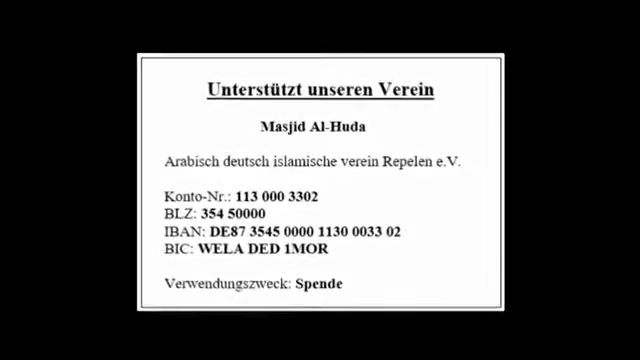 Unterstützt unseren Verein
Masjid Al-Huda
Arabisch deutsch islamische verein Repelen e.V.
Konto-Nr.: 113 000 3302
BLZ: 354 50000
IBAN: DE87 3545 0000 1130 0033 02
BIC: WELA DED 1MOR
Verwendungszweck: Spende